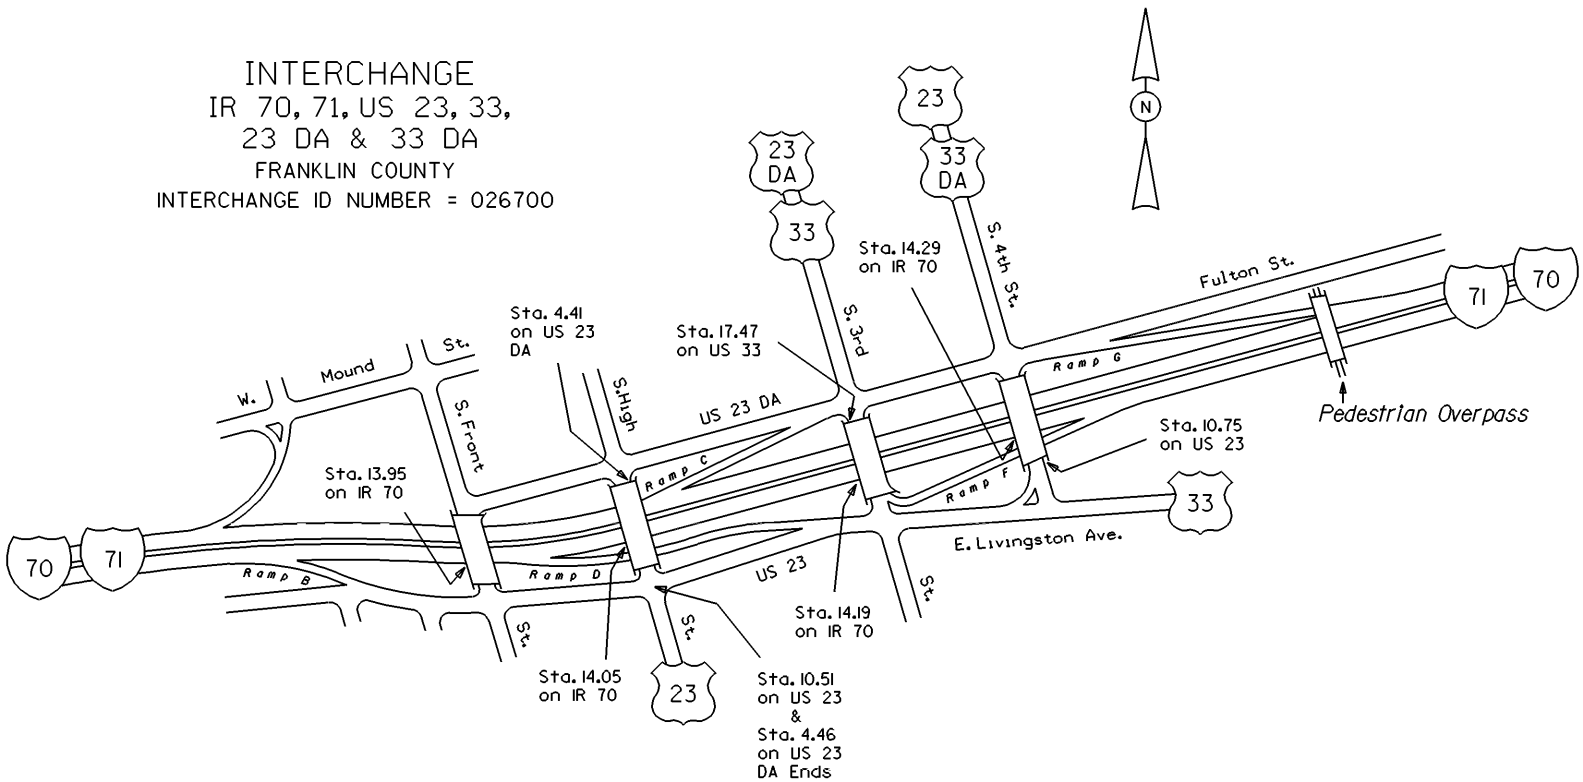 INTERCHANGE
IR 70, 71, US 23, 33,
23 DA & 33 DA
FRANKLIN COUNTY
INTERCHANGE ID NUMBER = 026700
N
23
33
DA
23
DA
33
S. 4th St.
Sta. 14.29
on IR 70
Fulton St.
71
70
S. 3rd
Sta. 4.41
on US 23
DA
Sta. 17.47
on US 33
Ramp G
W.
Mound
St.
S. Front
S. High
US 23 DA
Pedestrian Overpass
Sta. 10.75
on US 23
Sta. 13.95
on IR 70
Ramp C
Ramp F
33
E. Livingston Ave.
70
71
Ramp B
Ramp D
US 23
St.
St.
St.
Sta. 14.19
on IR 70
Sta. 14.05
on IR 70
23
Sta. 10.51
on US 23
&
Sta. 4.46
on US 23
DA Ends